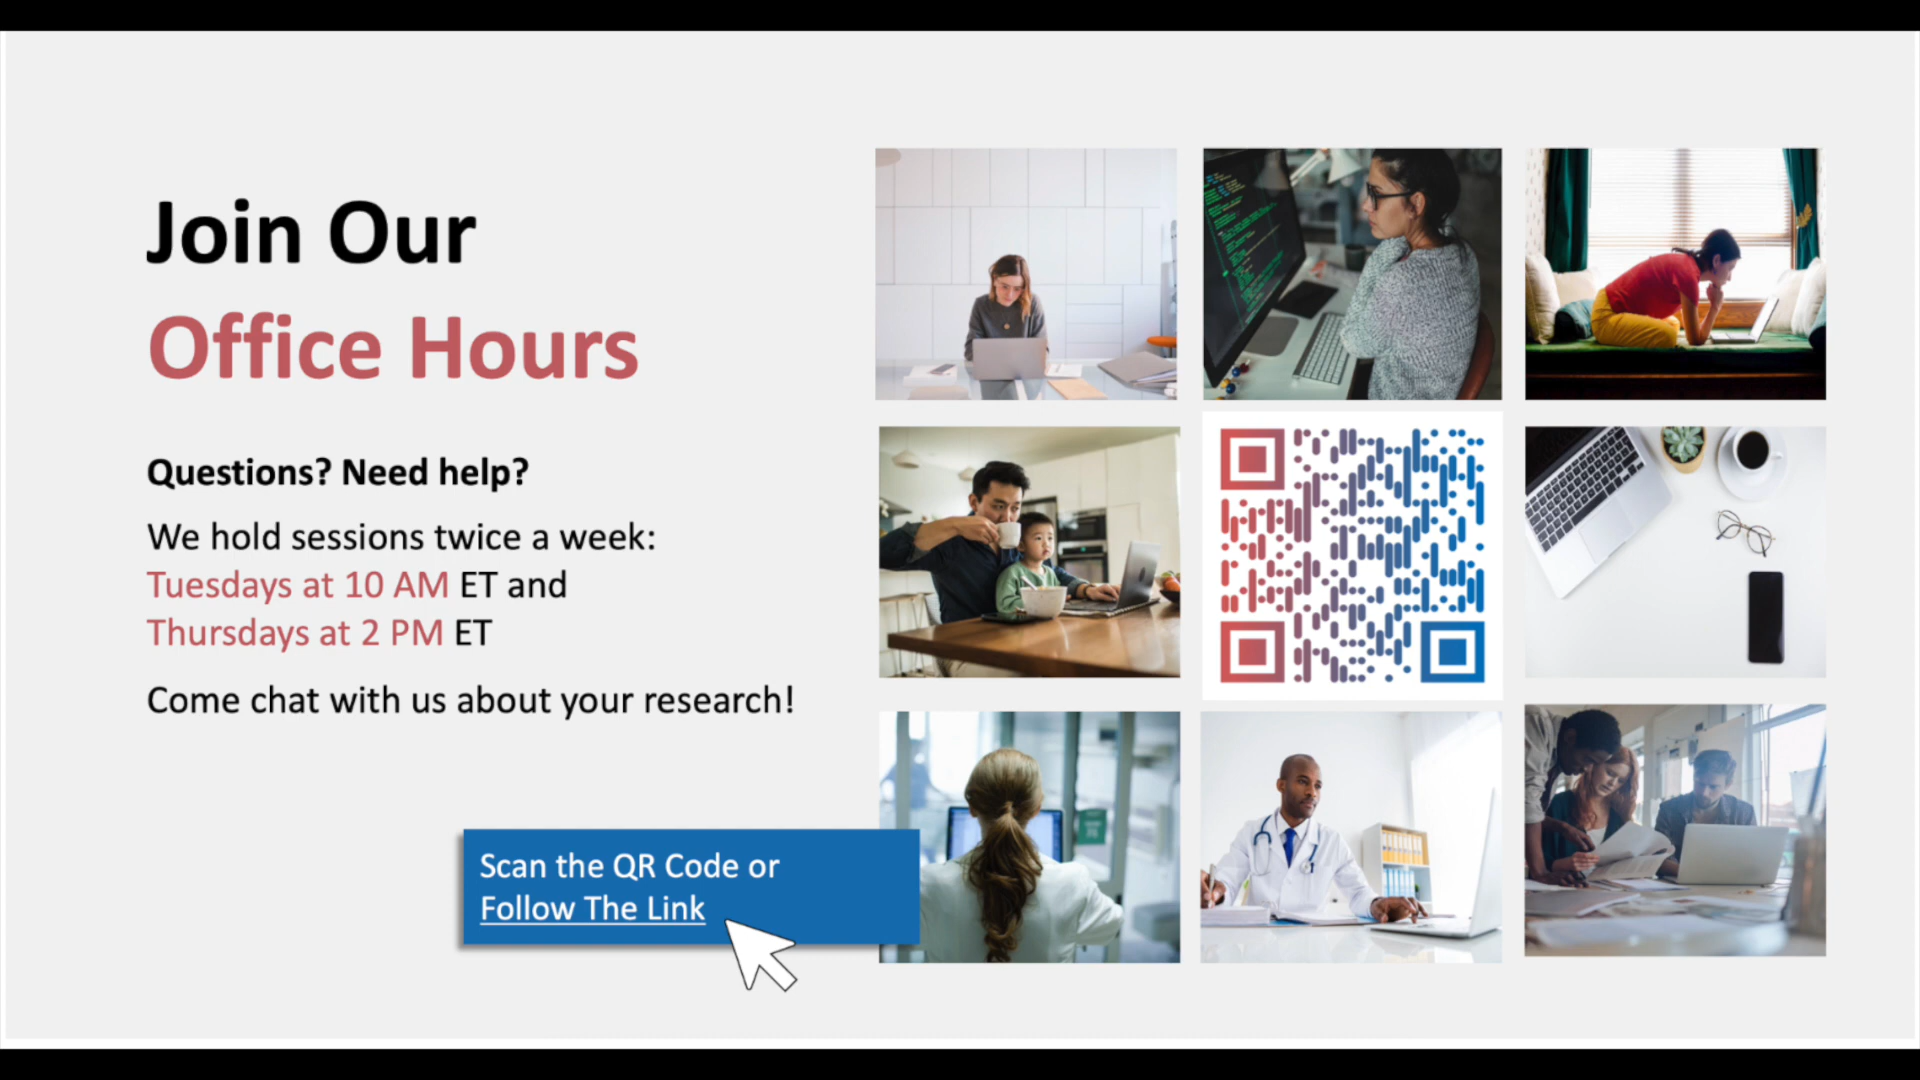 Join Our
Office Hours
Questions? Need help?
We hold sessions twice a week:
Tuesdays at 10 AM ET and
Thursdays at 2 PM ET
Come chat with us about your research!
Scan the QR Code or
Follow The Link